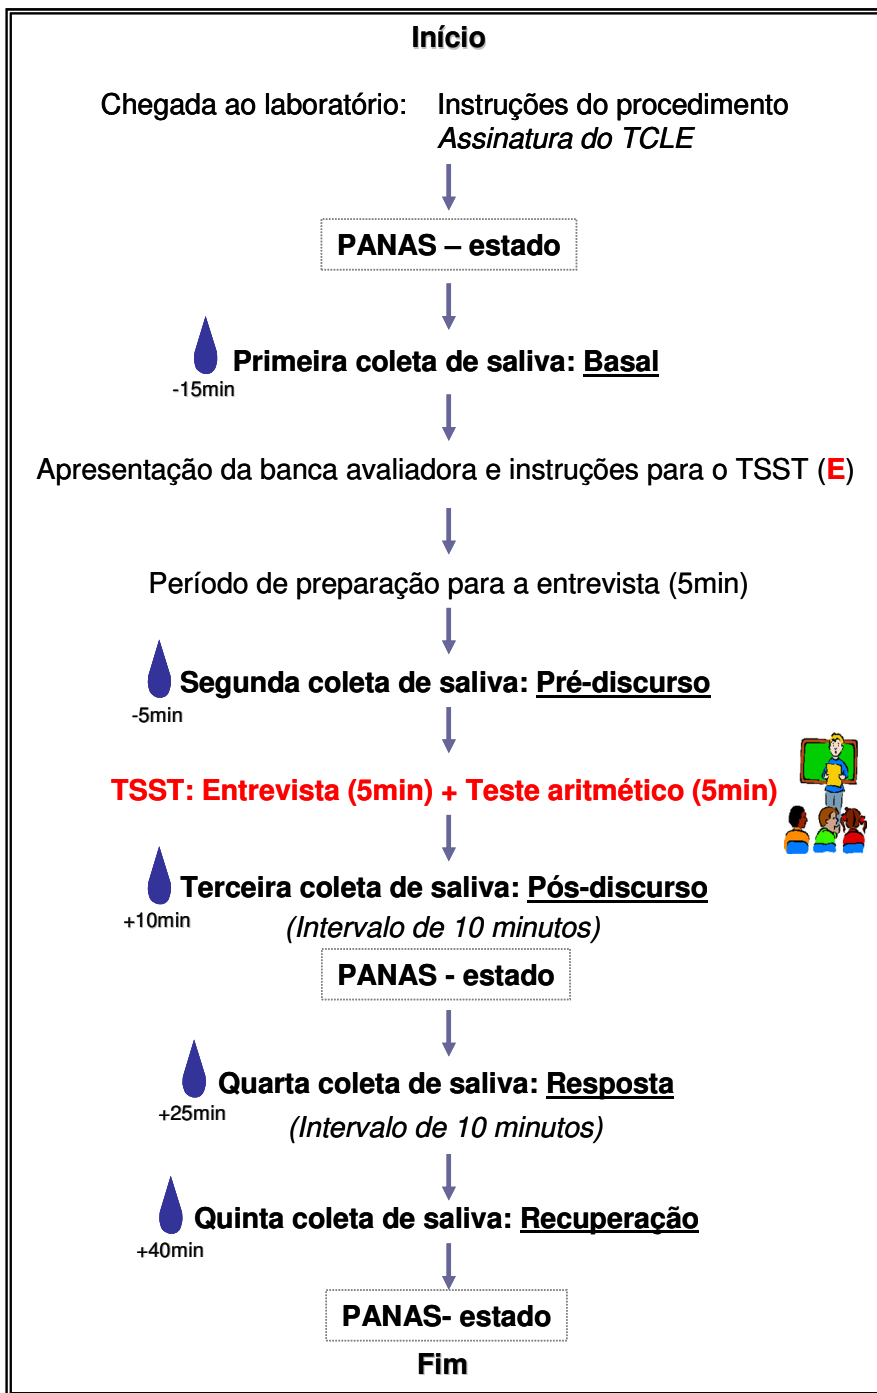 Início
Chegada ao laboratório: Instruções do procedimento
Assinatura do TCLE
PANAS – estado
Primeira coleta de saliva: Basal
-15min
Apresentação da banca avaliadora e instruções para o TSST (E)
Período de preparação para a entrevista (5min)
Segunda coleta de saliva: Pré-discurso
-5min
TSST: Entrevista (5min) + Teste aritmético (5min)
Terceira coleta de saliva: Pós-discurso
+10min
(Intervalo de 10 minutos)
PANAS - estado
Quarta coleta de saliva: Resposta
+25min
(Intervalo de 10 minutos)
Quinta coleta de saliva: Recuperação
+40min
PANAS- estado
Fim